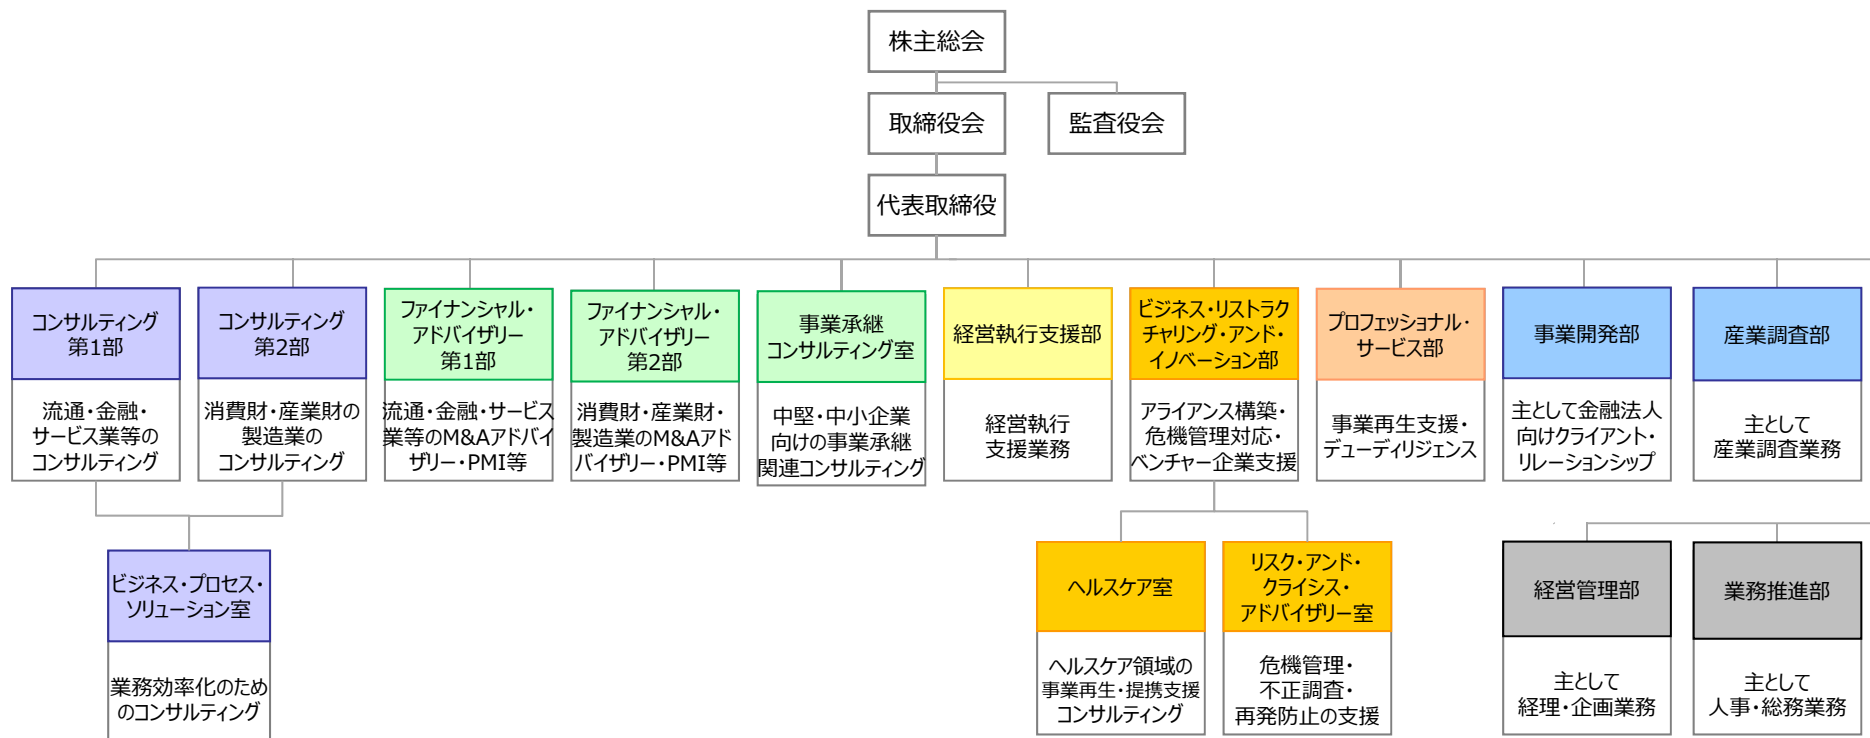 株主総会
取締役会
監査役会
代表取締役
コンサルティング
第1部
流通・金融・
サービス業等の
コンサルティング
コンサルティング
第2部
消費財・産業財の
製造業の
コンサルティング
ファイナンシャル・
アドバイザリー
第1部
流通・金融・サービス
業等のM&Aアドバイ
ザリー・PMI等
ファイナンシャル・
アドバイザリー
第2部
消費財・産業財・
製造業のM&Aアド
バイザリー・PMI等
事業承継
コンサルティング室
中堅・中小企業
向けの事業承継
関連コンサルティング
経営執行支援部
経営執行
支援業務
ビジネス・リストラク
チャリング・アンド・
イノベーション部
アライアンス構築・
危機管理対応・
ベンチャー企業支援
プロフェッショナル・
サービス部
事業再生支援・
デューディリジェンス
事業開発部
主として金融法人
向けクライアント・
リレーションシップ
産業調査部
主として
産業調査業務
ビジネス・プロセス・
ソリューション室
業務効率化のため
のコンサルティング
ヘルスケア室
ヘルスケア領域の
事業再生・提携支援
コンサルティング
リスク・アンド・
クライシス・
アドバイザリー室
危機管理・
不正調査・
再発防止の支援
経営管理部
主として
経理・企画業務
業務推進部
主として
人事・総務業務